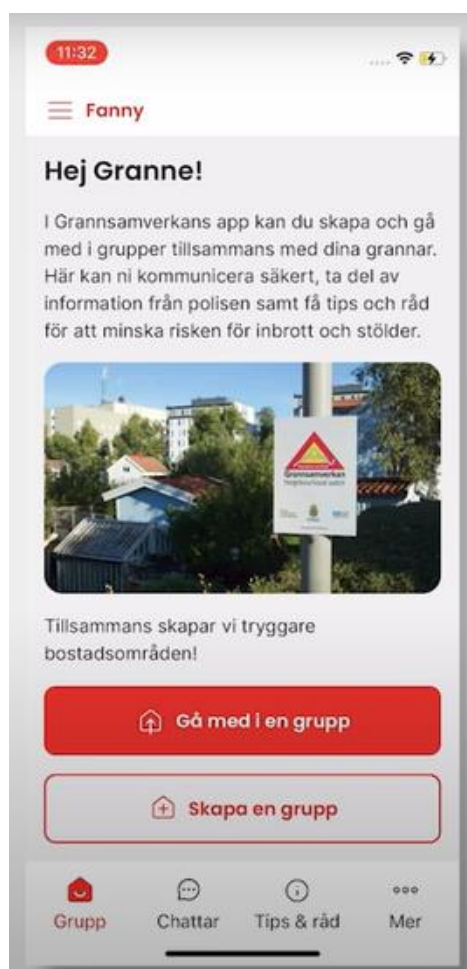 11:32
Fanny
Hej Granne!
I Grannsamverkans app kan du skapa och gå
med i grupper tillsammans med dina grannar.
Här kan ni kommunicera säkert, ta del av
information från polisen samt få tips och råd
för att minska risken för inbrott och stölder.
Grannsamverkan
Tillsammans skapar vi tryggare
bostadsområden!
Gå med i en grupp
Skapa en grupp
Grupp Chattar Tips & råd Mer